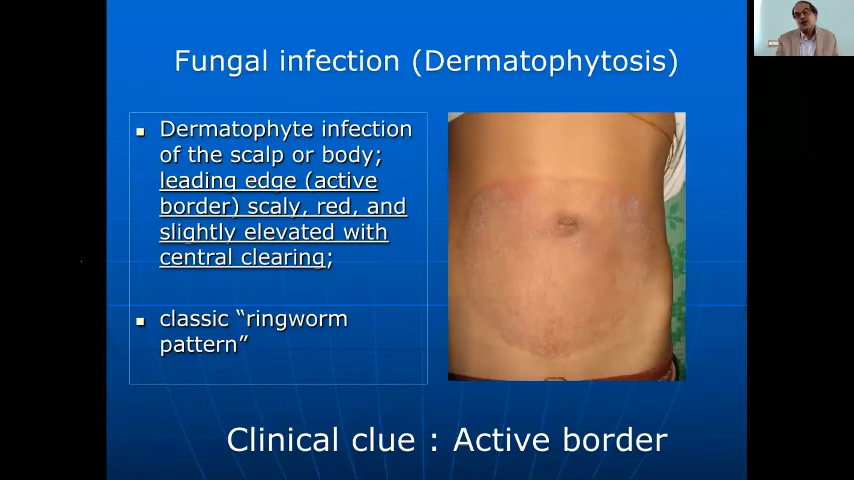 Fungal infection (Dermatophytosis)
Dermatophyte infection
of the scalp or body;
leading edge (active
border) scaly, red, and
slightly elevated with
central clearing;
classic “ringworm
pattern”
Clinical clue : Active border